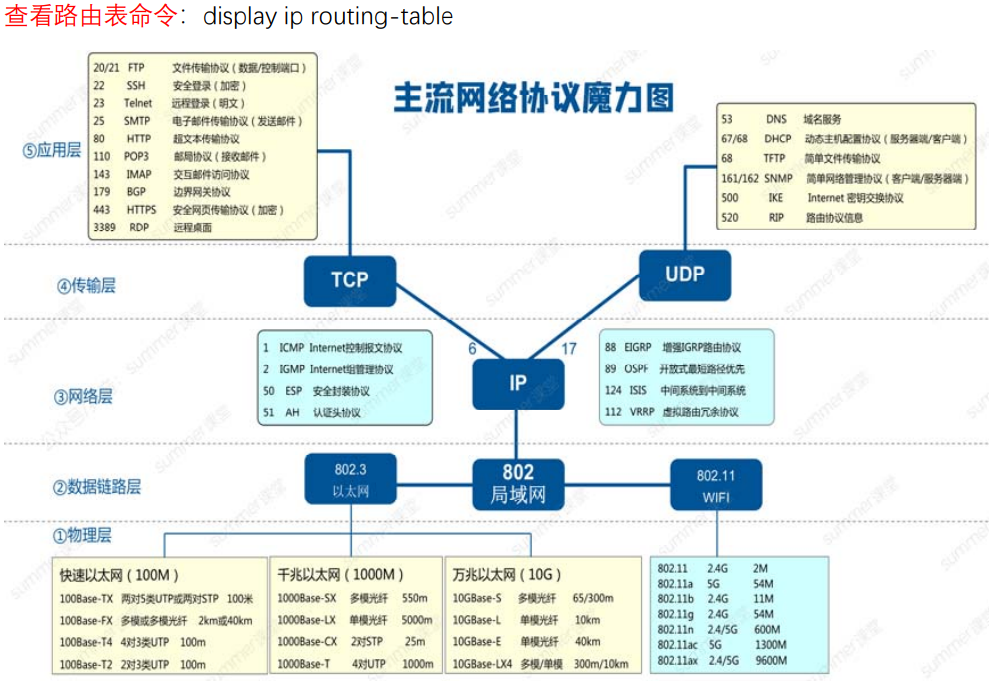 查看路由表命令：display ip routing-table
主流网络协议魔力图
⑤应用层
20/21 FTP 文件传输协议（数据/控制端口）
22 SSH 安全登录（加密）
23 Telnet 远程登录（明文）
25 SMTP 电子邮件传输协议（发送邮件）
80 HTTP 超文本传输协议
110 POP3 邮局协议（接收邮件）
143 IMAP 交互邮件访问协议
179 BGP 边界网关协议
443 HTTPS 安全网页传输协议（加密）
3389 RDP 远程桌面
53 DNS 域名服务
67/68 DHCP 动态主机配置协议（服务器端/客户端）
68 TFTP 简单文件传输协议
161/162 SNMP 简单网络管理协议（客户端/服务器端）
500 IKE Internet 密钥交换协议
520 RIP 路由协议信息
④传输层
TCP
UDP
③网络层
1 ICMP Internet控制报文协议
2 IGMP Internet组管理协议
50 ESP 安全封装协议
51 AH 认证头协议
6
17
IP
88 EIGRP 增强IGRP路由协议
89 OSPF 开放式最短路径优先
124 ISIS 中间系统到中间系统
112 VRRP 虚拟路由冗余协议
②数据链路层
802.3
以太网
802
局域网
802.11
WIFI
①物理层
快速以太网（100M）
100Base-TX 两对5类UTP或两对STP 100米
100Base-FX 多模或多模光纤 2km或40km
100Base-T4 4对3类UTP 100m
100Base-T2 2对3类UTP 100m
千兆以太网（1000M）
1000Base-SX 多模光纤 550m
1000Base-LX 单模光纤 5000m
1000Base-CX 2对STP 25m
1000Base-T 4对UTP 1000m
万兆以太网（10G）
10GBase-S 多模光纤 65/300m
10GBase-L 单模光纤 10km
10GBase-E 单模光纤 40km
10GBase-LX4 多模/单模 300m/10km
802.11 2.4G 2M
802.11a 5G 54M
802.11b 2.4G 11M
802.11g 2.4G 54M
802.11n 2.4/5G 600M
802.11ac 5G 1300M
802.11ax 2.4/5G 9600M
summer课堂